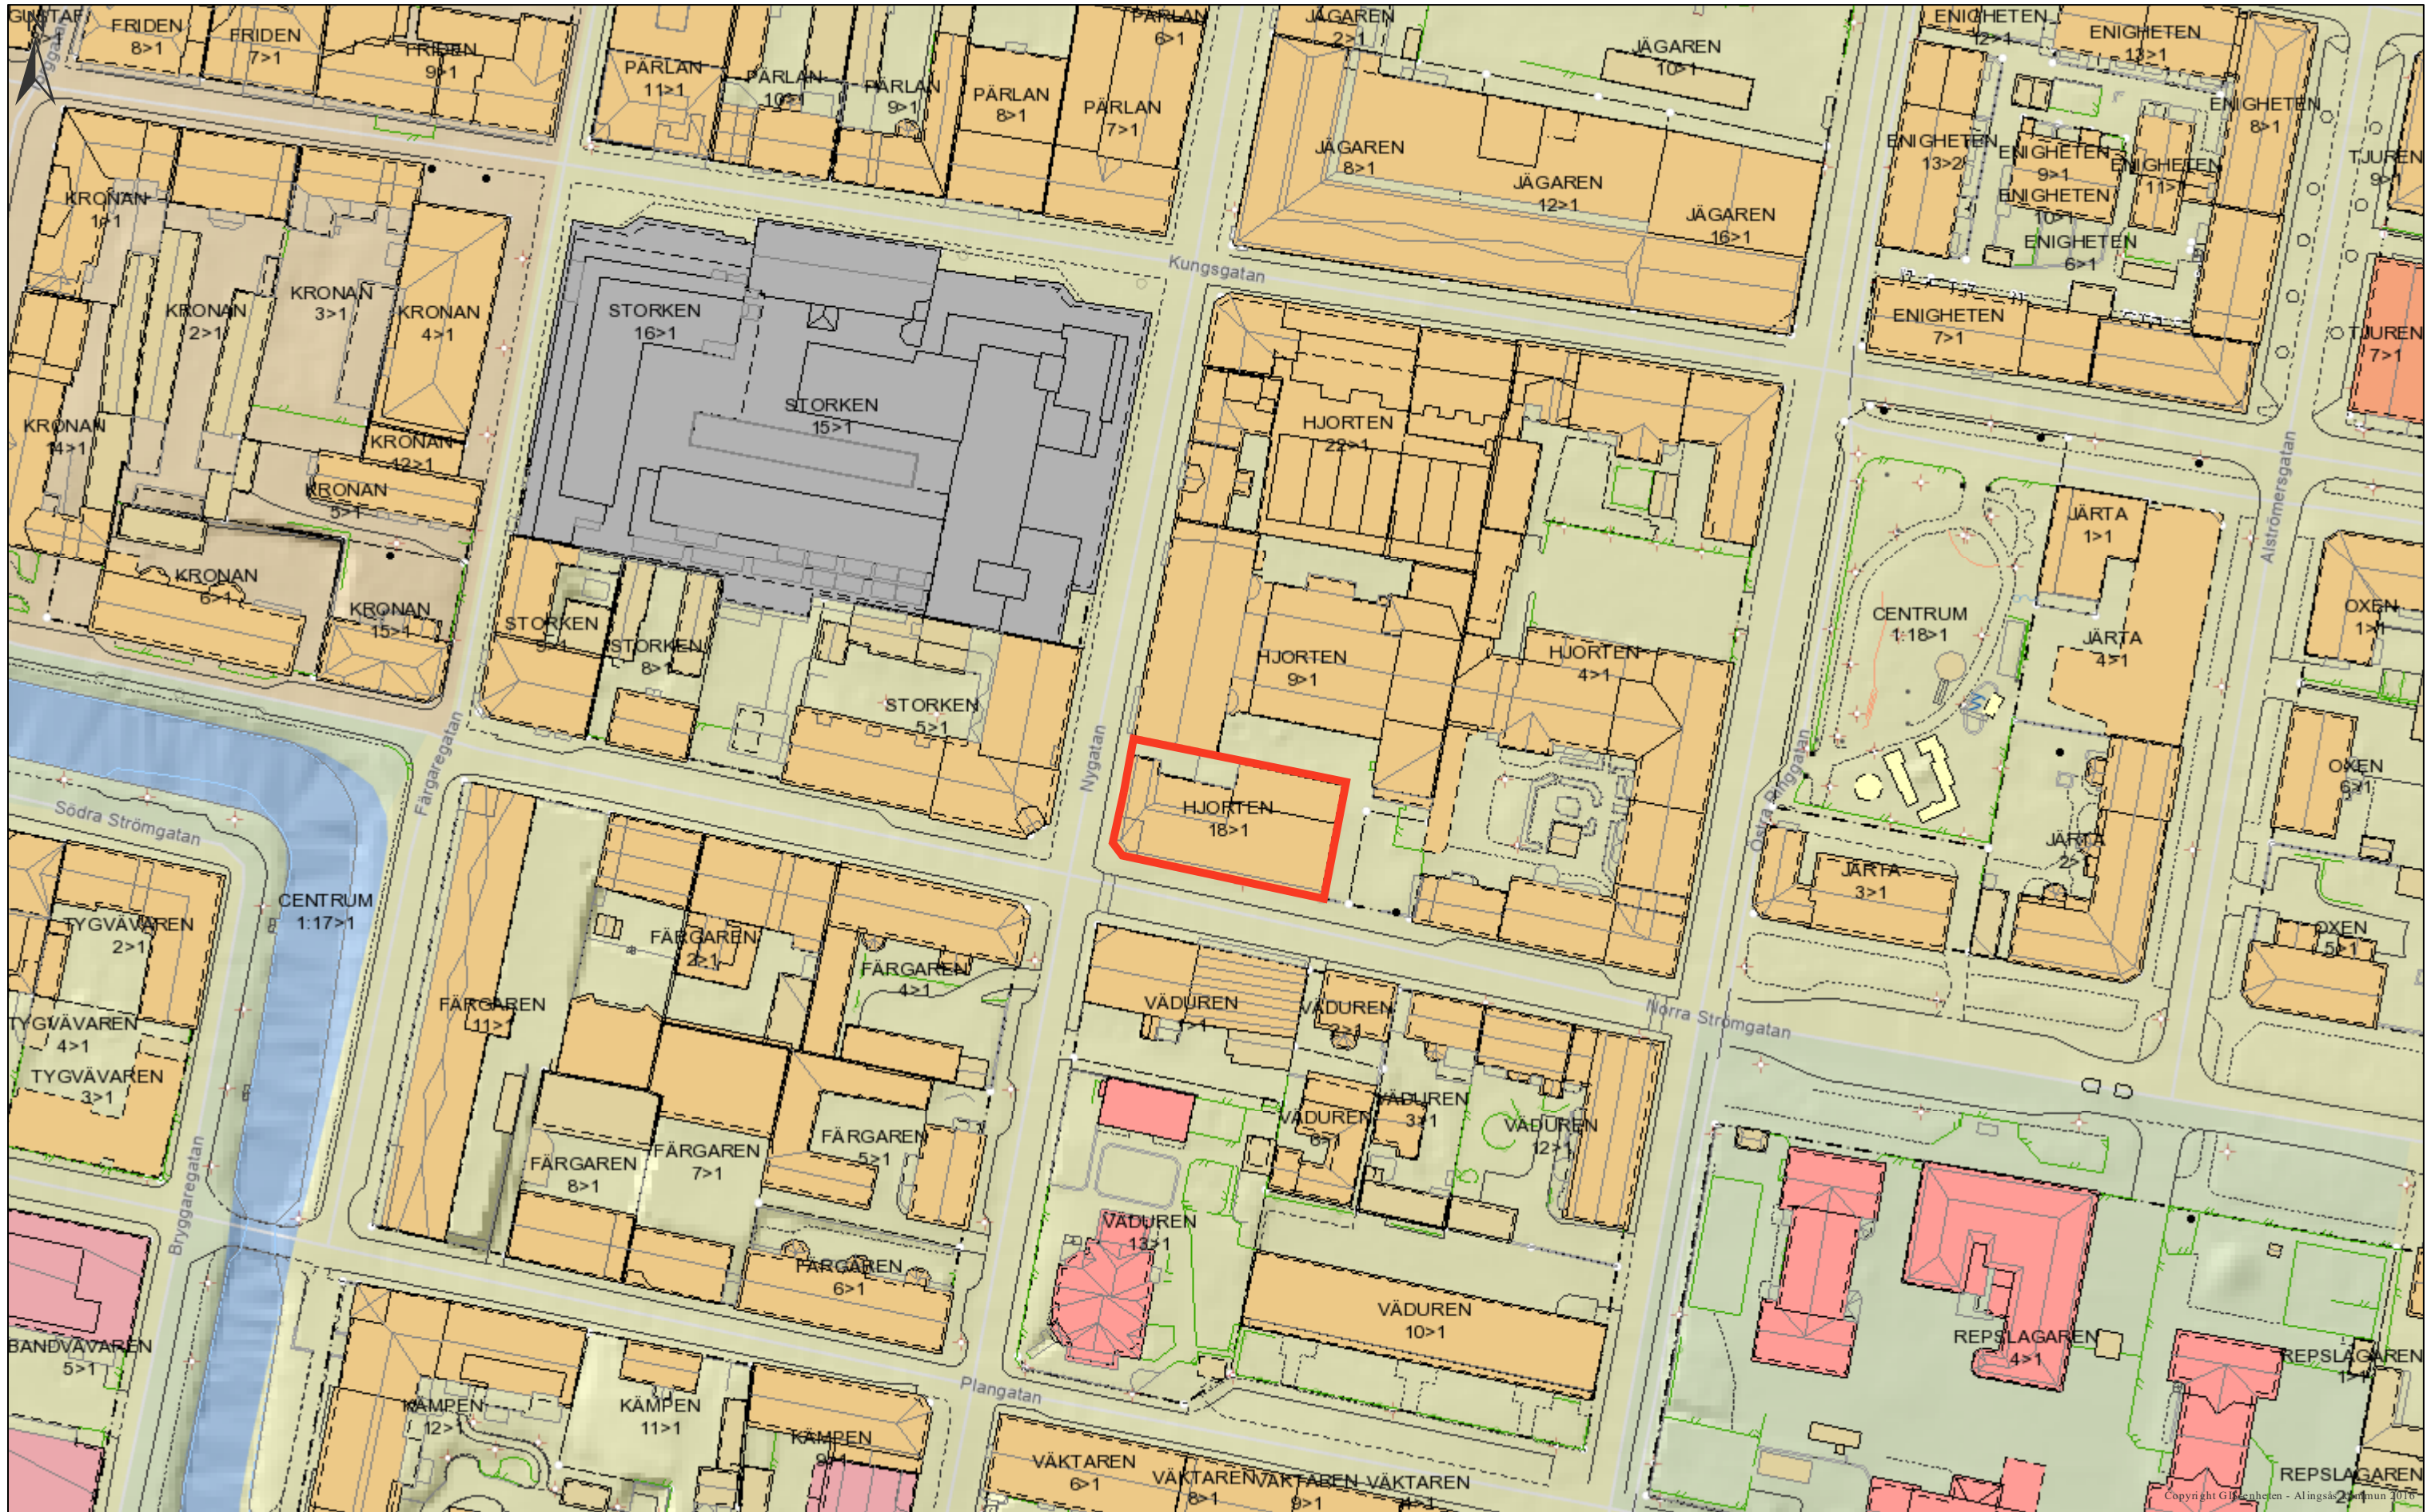 FRIDEN
8>1
FRIDEN
7>1
FRIDEN
9>1
PÄRLAN
11>1
PÄRLAN
10>1
PÄRLAN
9>1
PÄRLAN
8>1
PÄRLAN
7>1
PÄRLAN
6>1
JÄGAREN
2>1
JÄGAREN
10>1
JÄGAREN
8>1
JÄGAREN
12>1
JÄGAREN
16>1
ENIGHETEN
12>1
ENIGHETEN
13>1
ENIGHETEN
8>1
ENIGHETEN
13>2
ENIGHETEN
9>1
ENIGHETEN
11>1
ENIGHETEN
10>1
ENIGHETEN
6>1
ENIGHETEN
7>1
TJUREN
9>1
TJUREN
7>1
KRONAN
1>1
KRONAN
2>1
KRONAN
3>1
KRONAN
4>1
KRONAN
14>1
KRONAN
12>1
KRONAN
5>1
KRONAN
6>1
KRONAN
15>1
STORKEN
16>1
STORKEN
15>1
STORKEN
9>1
STORKEN
8>1
STORKEN
5>1
Kungsgatan
HJORTEN
22>1
HJORTEN
9>1
HJORTEN
4>1
HJORTEN
18>1
Nygatan
Färgaregatan
Östra Ringgatan
Alströmersgatan
CENTRUM
1:18>1
JÄRTA
1>1
JÄRTA
4>1
JÄRTA
2>1
JÄRTA
3>1
OXEN
1>1
OXEN
6>1
OXEN
5>1
Södra Strömgatan
Norra Strömgatan
CENTRUM
1:17>1
TYGVÄVAREN
2>1
TYGVÄVAREN
4>1
TYGVÄVAREN
3>1
Bryggaregatan
FÄRGAREN
11>1
FÄRGAREN
2>1
FÄRGAREN
4>1
FÄRGAREN
5>1
FÄRGAREN
7>1
FÄRGAREN
8>1
FÄRGAREN
6>1
VÄDUREN
1>1
VÄDUREN
2>1
VÄDUREN
3>1
VÄDUREN
6>1
VÄDUREN
12>1
VÄDUREN
13>1
VÄDUREN
10>1
BANDVÄVAREN
5>1
KÄMPEN
12>1
KÄMPEN
11>1
KÄMPEN
Plangatan
VÄKTAREN
6>1
VÄKTAREN
8>1
VÄKTAREN
9>1
VÄKTAREN
REPSLAGAREN
4>1
REPSLAGAREN
1>1
REPSLAGAREN